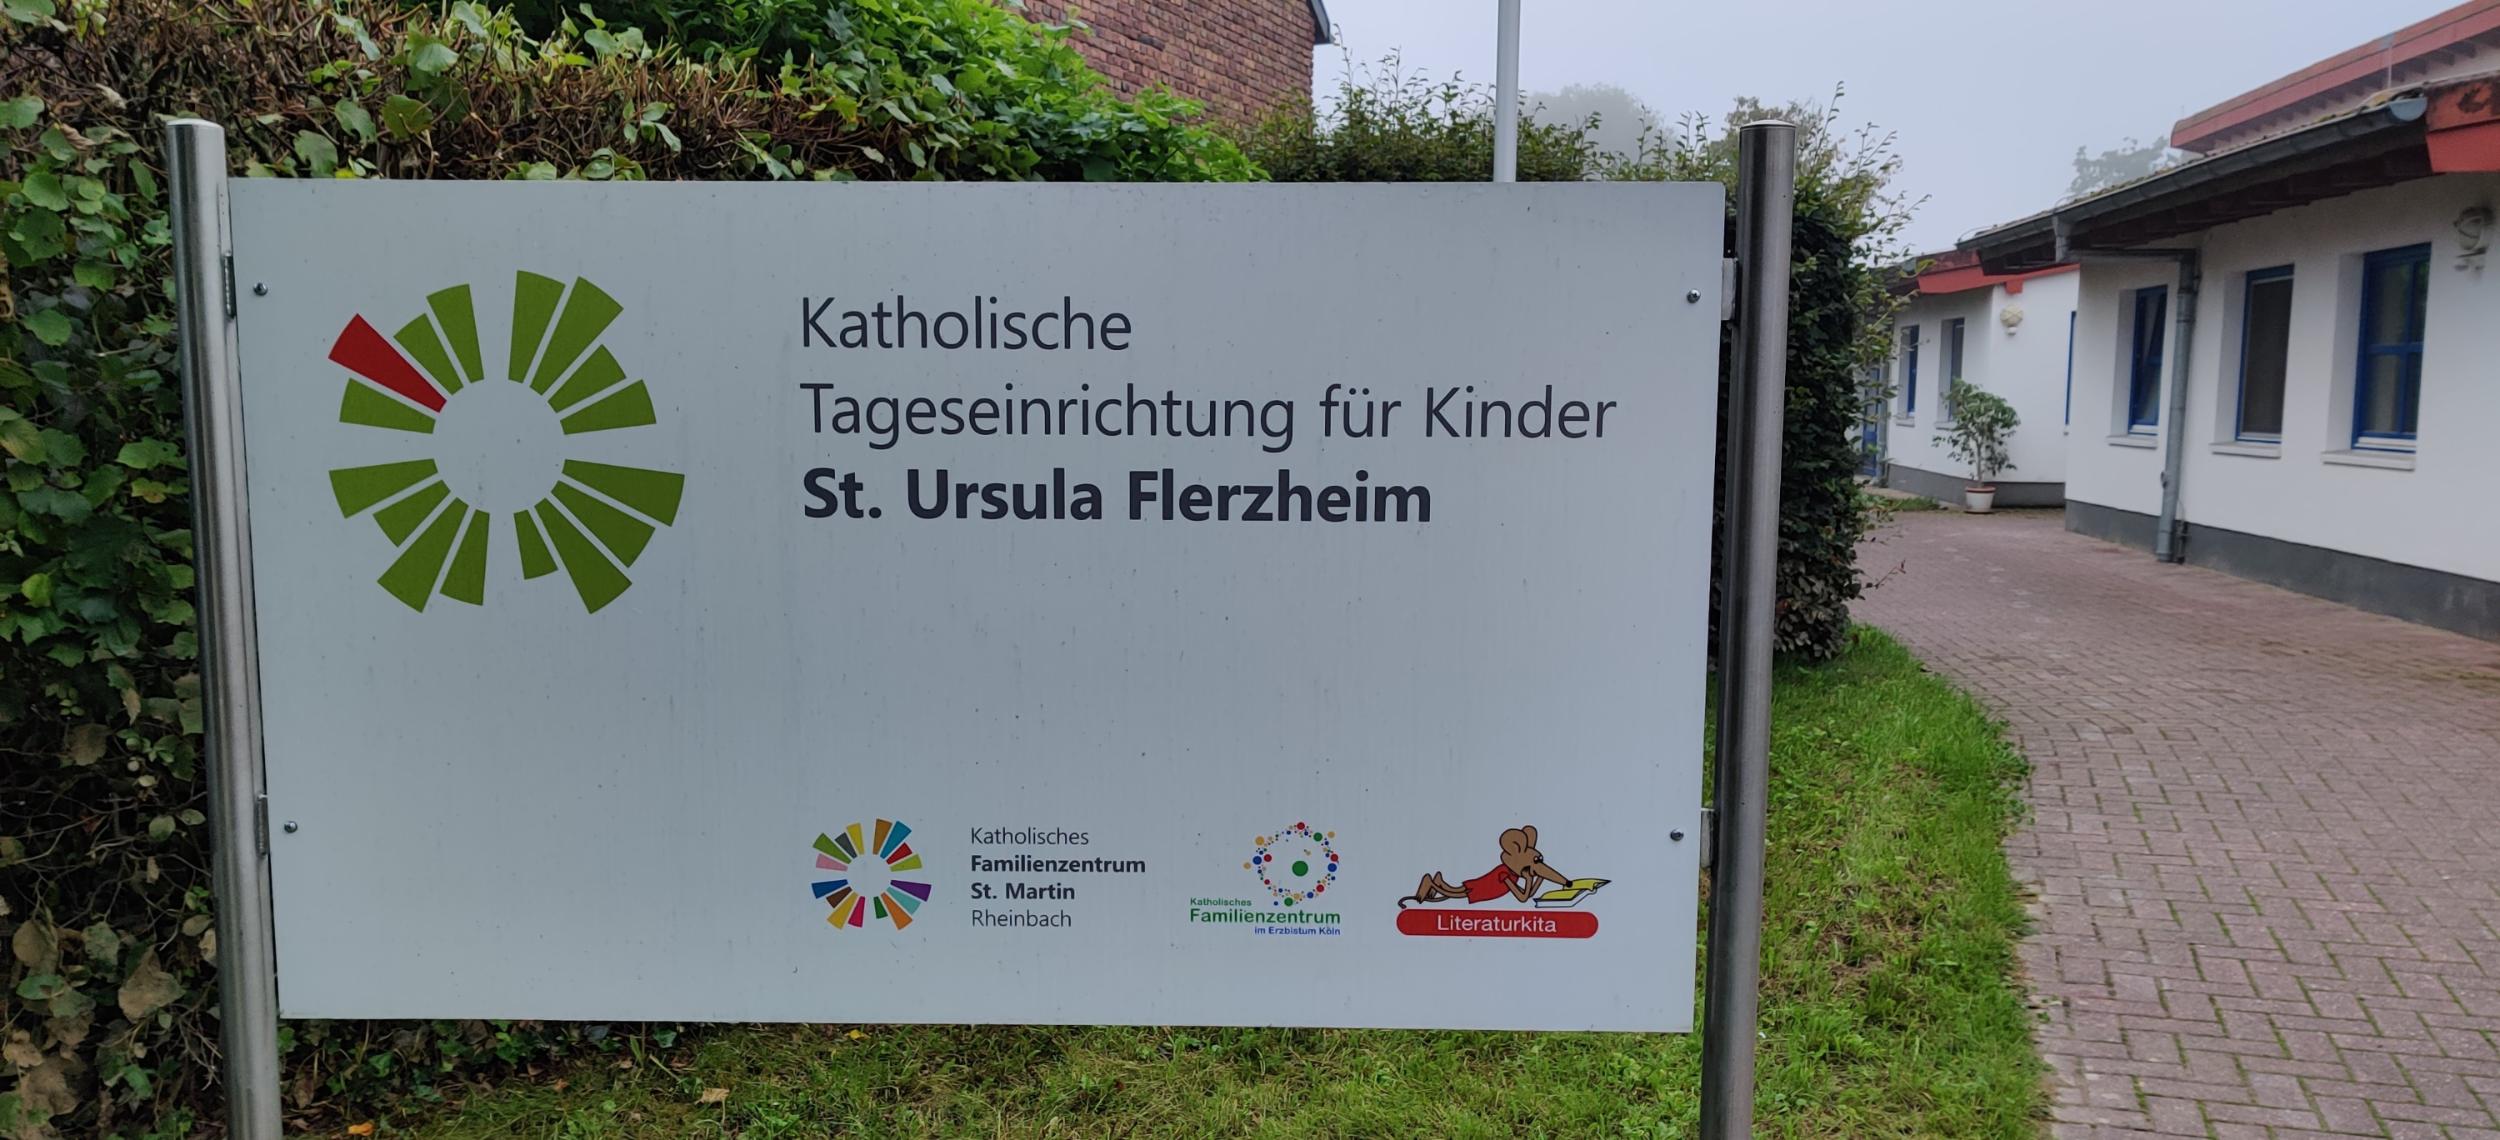 Katholische
Tageseinrichtung für Kinder
St. Ursula Flerzheim
Katholisches
Familienzentrum
St. Martin
Rheinbach
Katholisches
Familienzentrum
im Erzbistum Köln
Literaturkita